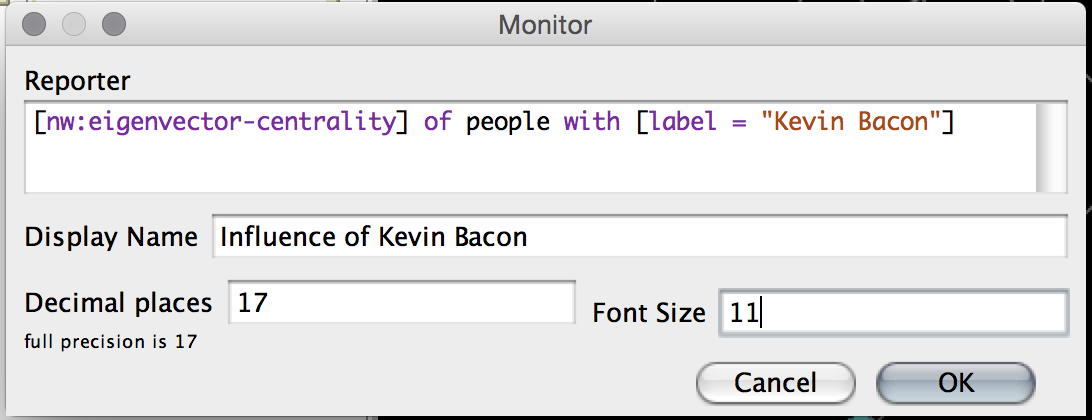 Monitor
Reporter
[nw:eigenvector-centrality] of people with [label = "Kevin Bacon"]
Display Name Influence of Kevin Bacon
Decimal places 17
Font Size 11
full precision is 17
Cancel OK